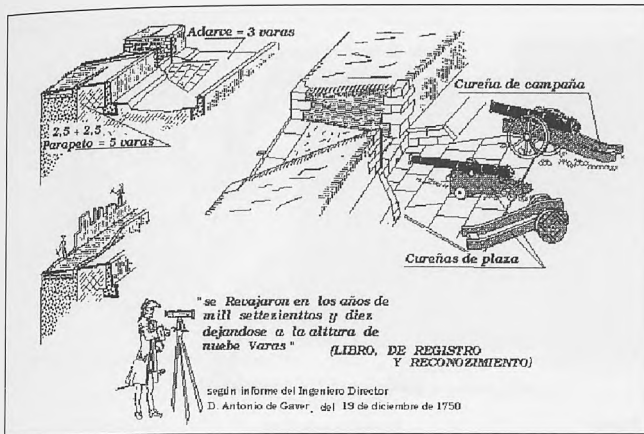 Adarve = 3 varas
Cureña de campaña
2,5 + 2,5
Parapeto = 5 varas
Cureñas de plaza
"se Revajaron en los años de
mill settezienttos y diez
dejandose a la altitura de
nuebe Varas"
(LIBRO, DE REGISTRO
Y RECONOZIMIENTO)
según informe del Ingeniero Director
D. Antonio de Gaver, del 19 de diciembre de 1750